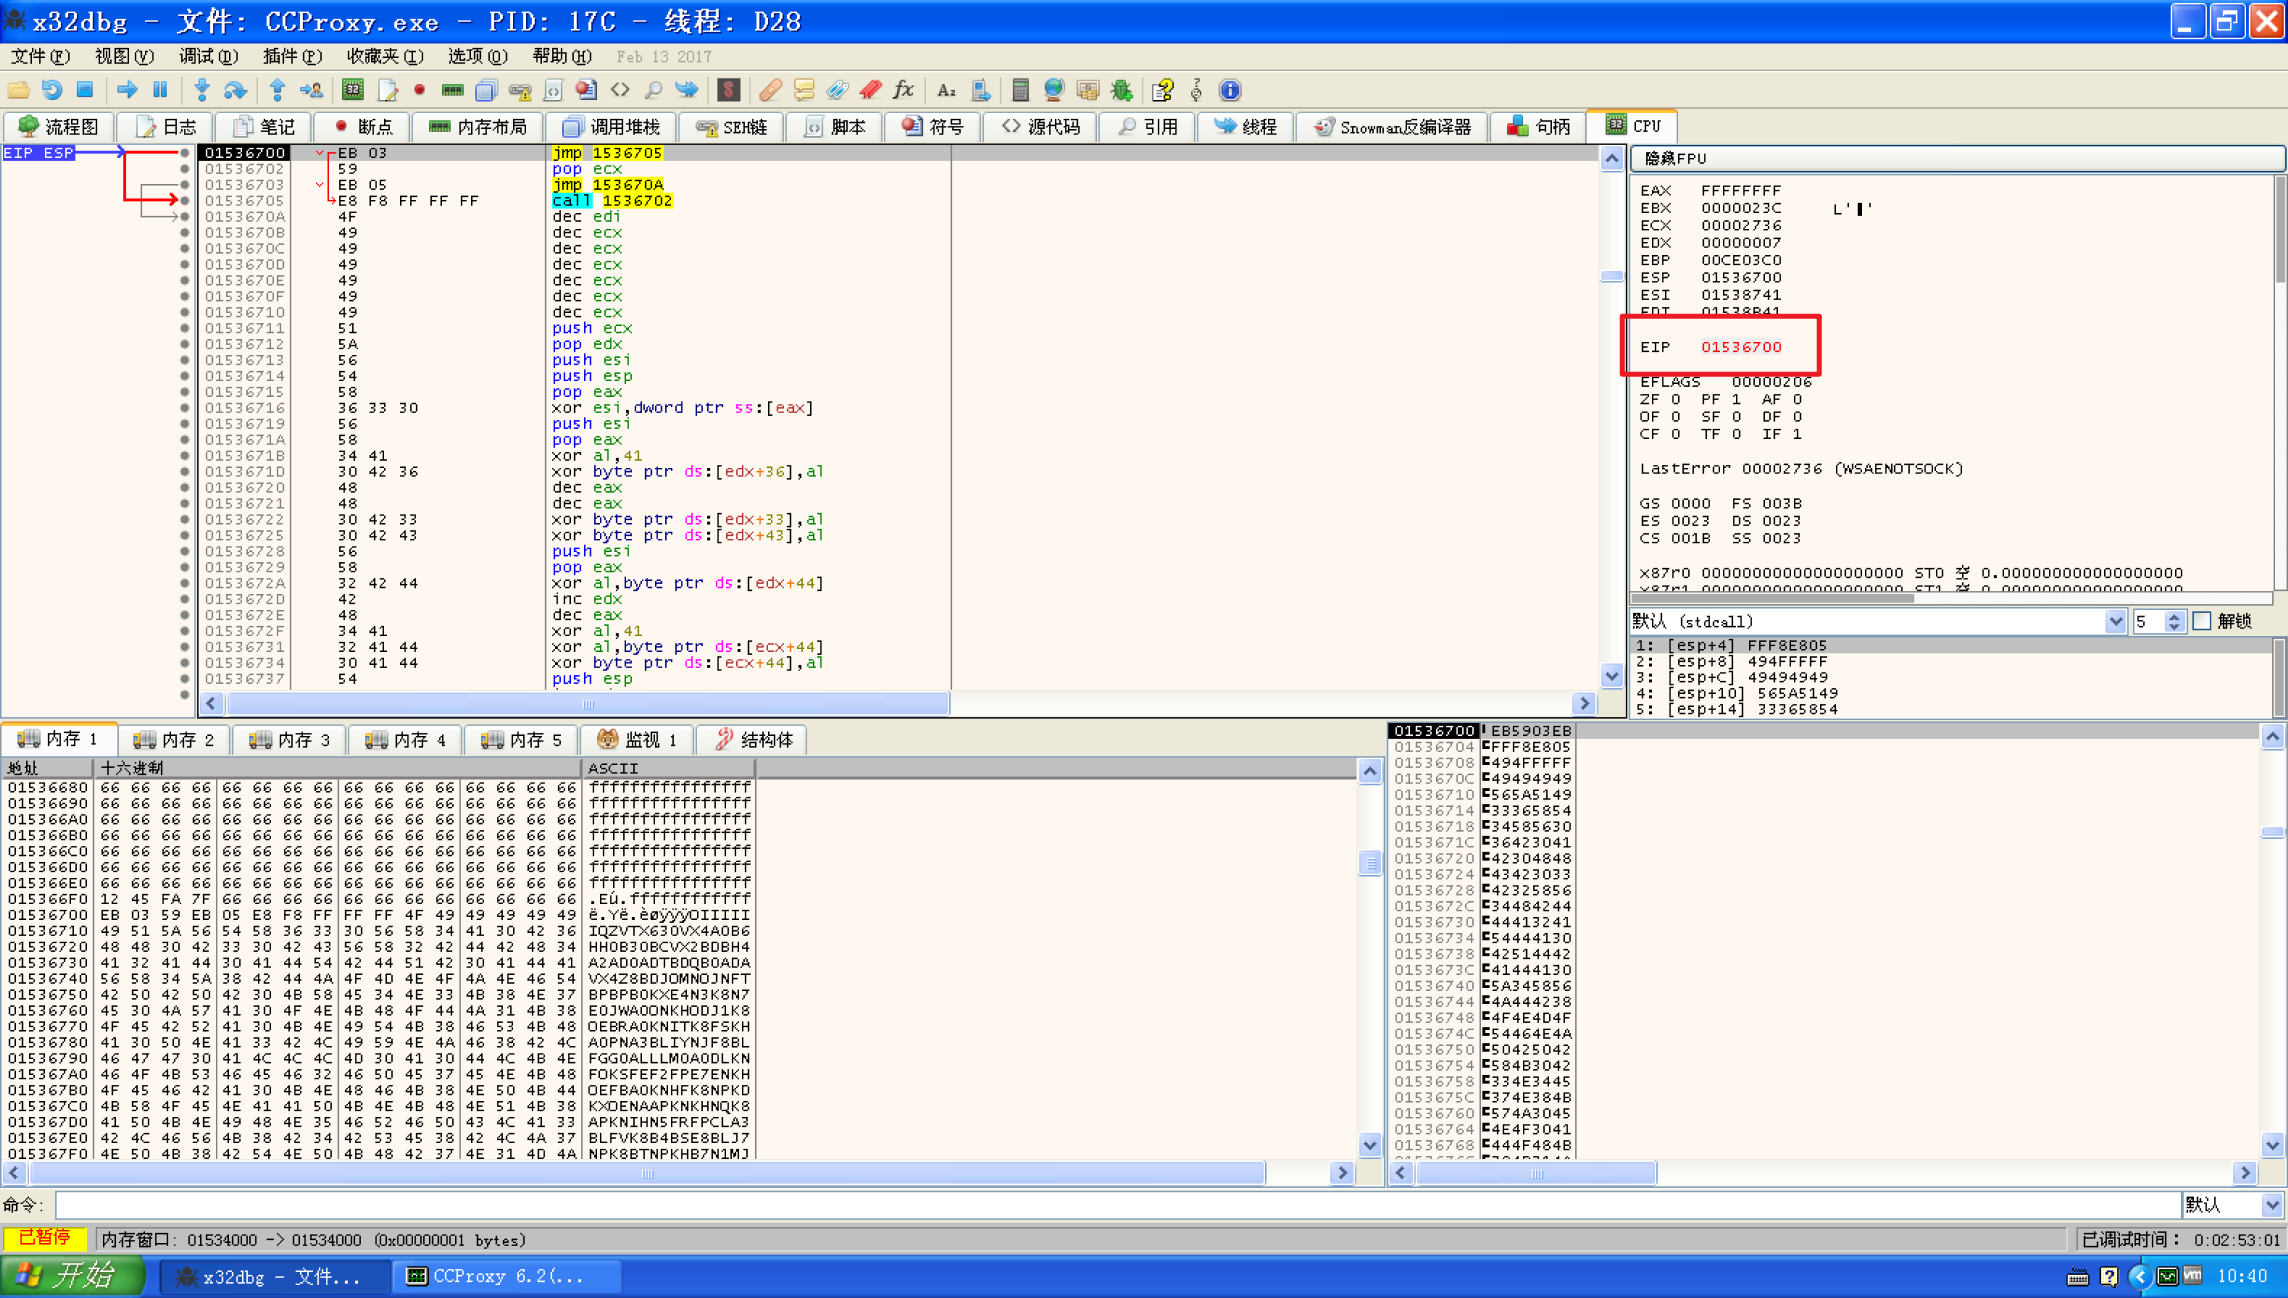 x32dbg - 文件: CCProxy.exe - PID: 17C - 线程: D28
文件(F) 视图(V) 调试(D) 插件(P) 收藏夹(I) 选项(O) 帮助(H) Feb 13 2017
流程图 日志 笔记 断点 内存布局 调用堆栈 SEH链 脚本 符号 源代码 引用 线程 Snowman反编译器 句柄 CPU
EIP ESP
01536700 EB 03 jmp 1536705
01536702 59 pop ecx
01536703 EB 05 jmp 153670A
01536705 E8 F8 FF FF FF call 1536702
0153670A 4F dec edi
0153670B 49 dec ecx
0153670C 49 dec ecx
0153670D 49 dec ecx
0153670E 49 dec ecx
0153670F 49 dec ecx
01536710 49 dec ecx
01536711 51 push ecx
01536712 5A pop edx
01536713 56 push esi
01536714 54 push esp
01536715 58 pop eax
01536716 36 33 30 xor esi,dword ptr ss:[eax]
01536719 56 push esi
0153671A 58 pop eax
0153671B 34 41 xor al,41
0153671D 30 42 36 xor byte ptr ds:[edx+36],al
01536720 48 dec eax
01536721 48 dec eax
01536722 30 42 33 xor byte ptr ds:[edx+33],al
01536725 30 42 43 xor byte ptr ds:[edx+43],al
01536728 56 push esi
01536729 58 pop eax
0153672A 32 42 44 xor al,byte ptr ds:[edx+44]
0153672D 42 inc edx
0153672E 48 dec eax
0153672F 34 41 xor al,41
01536731 32 41 44 xor al,byte ptr ds:[ecx+44]
01536734 30 41 44 xor byte ptr ds:[ecx+44],al
01536737 54 push esp
隐藏FPU
EAX FFFFFFFF
EBX 0000023C L'▌'
ECX 00002736
EDX 00000007
EBP 00CE03C0
ESP 01536700
ESI 01538741
EDI 01538B41
EIP 01536700
EFLAGS 00000206
ZF 0 PF 1 AF 0
OF 0 SF 0 DF 0
CF 0 TF 0 IF 1
LastError 00002736 (WSAENOTSOCK)
GS 0000 FS 003B
ES 0023 DS 0023
CS 001B SS 0023
x87r0 00000000000000000000 ST0 空 0.000000000000000000
x87r1 00000000000000000000 ST1 空 0.000000000000000000
默认 (stdcall) 5 解锁
1: [esp+4] FFF8E805
2: [esp+8] 494FFFFF
3: [esp+C] 49494949
4: [esp+10] 565A5149
5: [esp+14] 33365854
内存 1 内存 2 内存 3 内存 4 内存 5 监视 1 结构体
地址 十六进制 ASCII
01536680 66 66 66 66 66 66 66 66 66 66 66 66 66 66 66 66 ffffffffffffffff
01536690 66 66 66 66 66 66 66 66 66 66 66 66 66 66 66 66 ffffffffffffffff
015366A0 66 66 66 66 66 66 66 66 66 66 66 66 66 66 66 66 ffffffffffffffff
015366B0 66 66 66 66 66 66 66 66 66 66 66 66 66 66 66 66 ffffffffffffffff
015366C0 66 66 66 66 66 66 66 66 66 66 66 66 66 66 66 66 ffffffffffffffff
015366D0 66 66 66 66 66 66 66 66 66 66 66 66 66 66 66 66 ffffffffffffffff
015366E0 66 66 66 66 66 66 66 66 66 66 66 66 66 66 66 66 ffffffffffffffff
015366F0 12 45 FA 7F 66 66 66 66 66 66 66 66 66 66 66 66 .Eú.ffffffffffff
01536700 EB 03 59 EB 05 E8 F8 FF FF FF 4F 49 49 49 49 49 ë.Yë.èøÿÿÿOIIIII
01536710 49 51 5A 56 54 58 36 33 30 56 58 34 41 30 42 36 IQZVTX630VX4A0B6
01536720 48 48 30 42 33 30 42 43 56 58 32 42 44 42 48 34 HH0B30BCVX2BDBH4
01536730 41 32 41 44 30 41 44 54 42 44 51 42 30 41 44 41 A2AD0ADTBDQB0ADA
01536740 56 58 34 5A 38 42 44 4A 4F 4D 4E 4F 4A 4E 46 54 VX4Z8BDJOMNOJNFT
01536750 42 50 42 50 42 30 4B 58 45 34 4E 33 4B 38 4E 37 BPBPB0KXE4N3K8N7
01536760 45 30 4A 57 41 30 4F 4E 4B 48 4F 44 4A 31 4B 38 E0JWA0ONKHODJ1K8
01536770 4F 45 42 52 41 30 4B 4E 49 54 4B 38 46 53 4B 48 OEBRA0KNITK8FSKH
01536780 41 30 50 4E 41 33 42 4C 49 59 4E 4A 46 38 42 4C A0PNA3BLIYNJF8BL
01536790 46 47 47 30 41 4C 4C 4C 4D 30 41 30 44 4C 4B 4E FGG0ALLLM0A0DLKN
015367A0 46 4F 4B 53 46 45 46 32 46 50 45 37 45 4E 4B 48 FOKSFEF2FPE7ENKH
015367B0 4F 45 46 42 41 30 4B 4E 48 46 4B 38 4E 50 4B 44 OEFBA0KNHFK8NPKD
015367C0 4B 58 4F 45 4E 41 41 50 4B 4E 4B 48 4E 51 4B 38 KXOENAAPKNKHNQK8
015367D0 41 50 4B 4E 49 48 4E 35 46 52 46 50 43 4C 41 33 APKNIHN5FRFPCLA3
015367E0 42 4C 46 56 4B 38 42 34 42 53 45 38 42 4C 4A 37 BLFVK8B4BSE8BLJ7
015367F0 4E 50 4B 38 42 54 4E 50 4B 48 42 37 4E 31 4D 4A NPK8BTNPKHB7N1MJ
01536700 EB5903EB
01536704 FFF8E805
01536708 494FFFFF
0153670C 49494949
01536710 565A5149
01536714 33365854
01536718 34585630
0153671C 36423041
01536720 42304848
01536724 43423033
01536728 42325856
0153672C 34484244
01536730 44413241
01536734 54444130
01536738 42514442
0153673C 41444130
01536740 5A345856
01536744 4A444238
01536748 4F4E4D4F
0153674C 54464E4A
01536750 50425042
01536754 584B3042
01536758 334E3445
0153675C 374E384B
01536760 574A3045
01536764 4E4F3041
01536768 444F484B
命令: 默认
已暂停 内存窗口: 01534000 -> 01534000 (0x00000001 bytes) 已调试时间: 0:02:53:01
开始 x32dbg - 文件... CCProxy 6.2(... 10:40